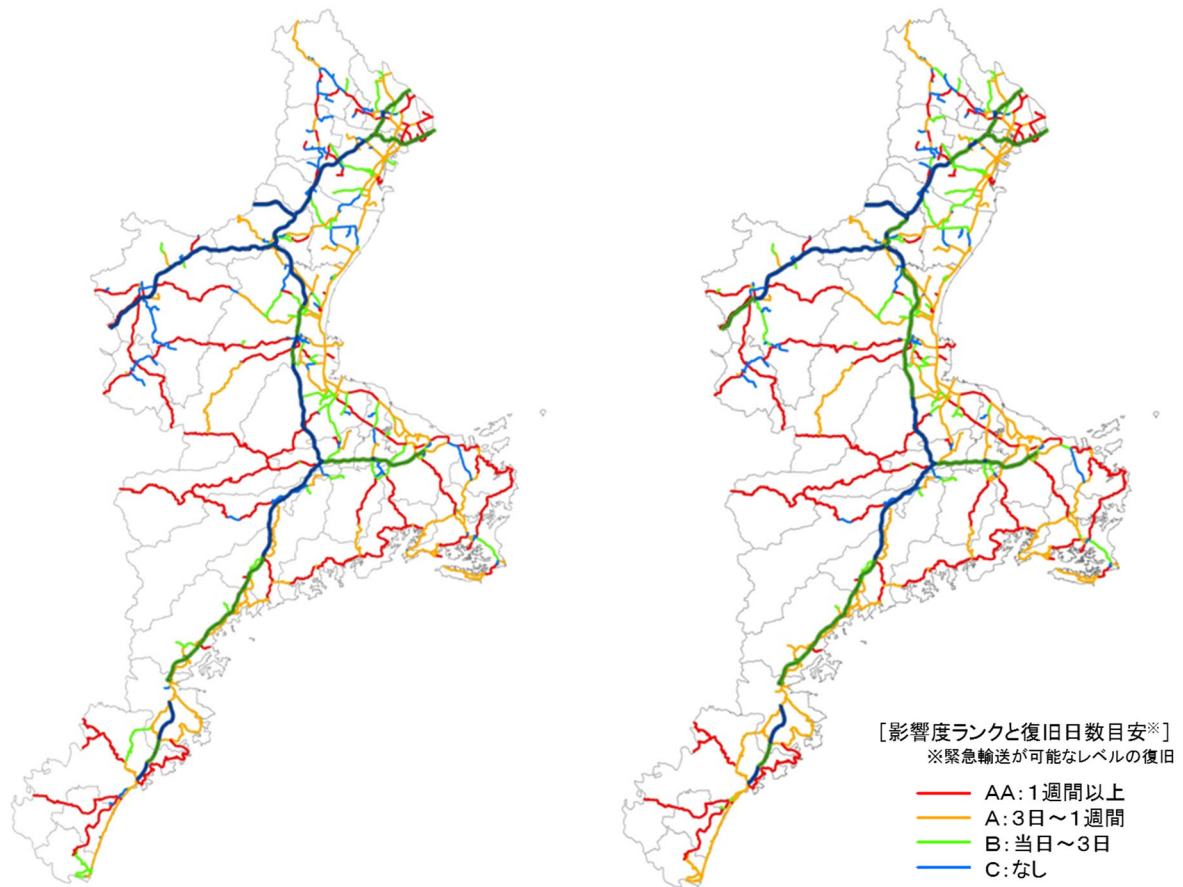 ［影響度ランクと復旧日数目安※］
※緊急輸送が可能なレベルの復旧
AA：１週間以上
A：３日～１週間
B：当日～３日
C：なし